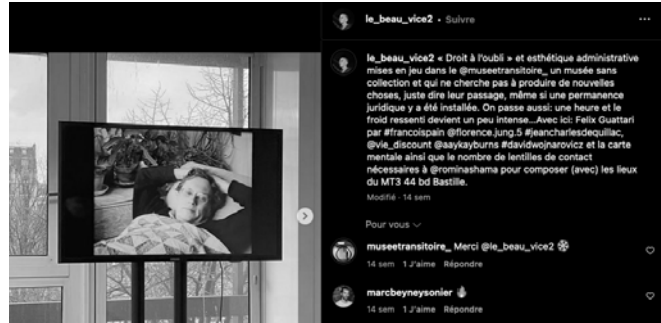 le_beau_vice2 • Suivre
le_beau_vice2 « Droit à l'oubli » et esthétique administrative
mises en jeu dans le @museetransitoire_ un musée sans
collection et qui ne cherche pas à produire de nouvelles
choses, juste dire leur passage, même si une permanence
juridique y a été installée. On passe aussi: une heure et le
froid ressenti devient un peu intense...Avec ici: Felix Guattari
par #francoispain @florence.jung.5 #jeancharlesdequillac,
@vie_discount @aaykayburns #davidwojnarovicz et la carte
mentale ainsi que le nombre de lentilles de contact
nécessaires à @rominashama pour composer (avec) les lieux
du MT3 44 bd Bastille.
Modifié · 14 sem
Pour vous
museetransitoire_ Merci @le_beau_vice2
14 sem 1 J'aime Répondre
marcbeyneysonier
14 sem 1 J'aime Répondre